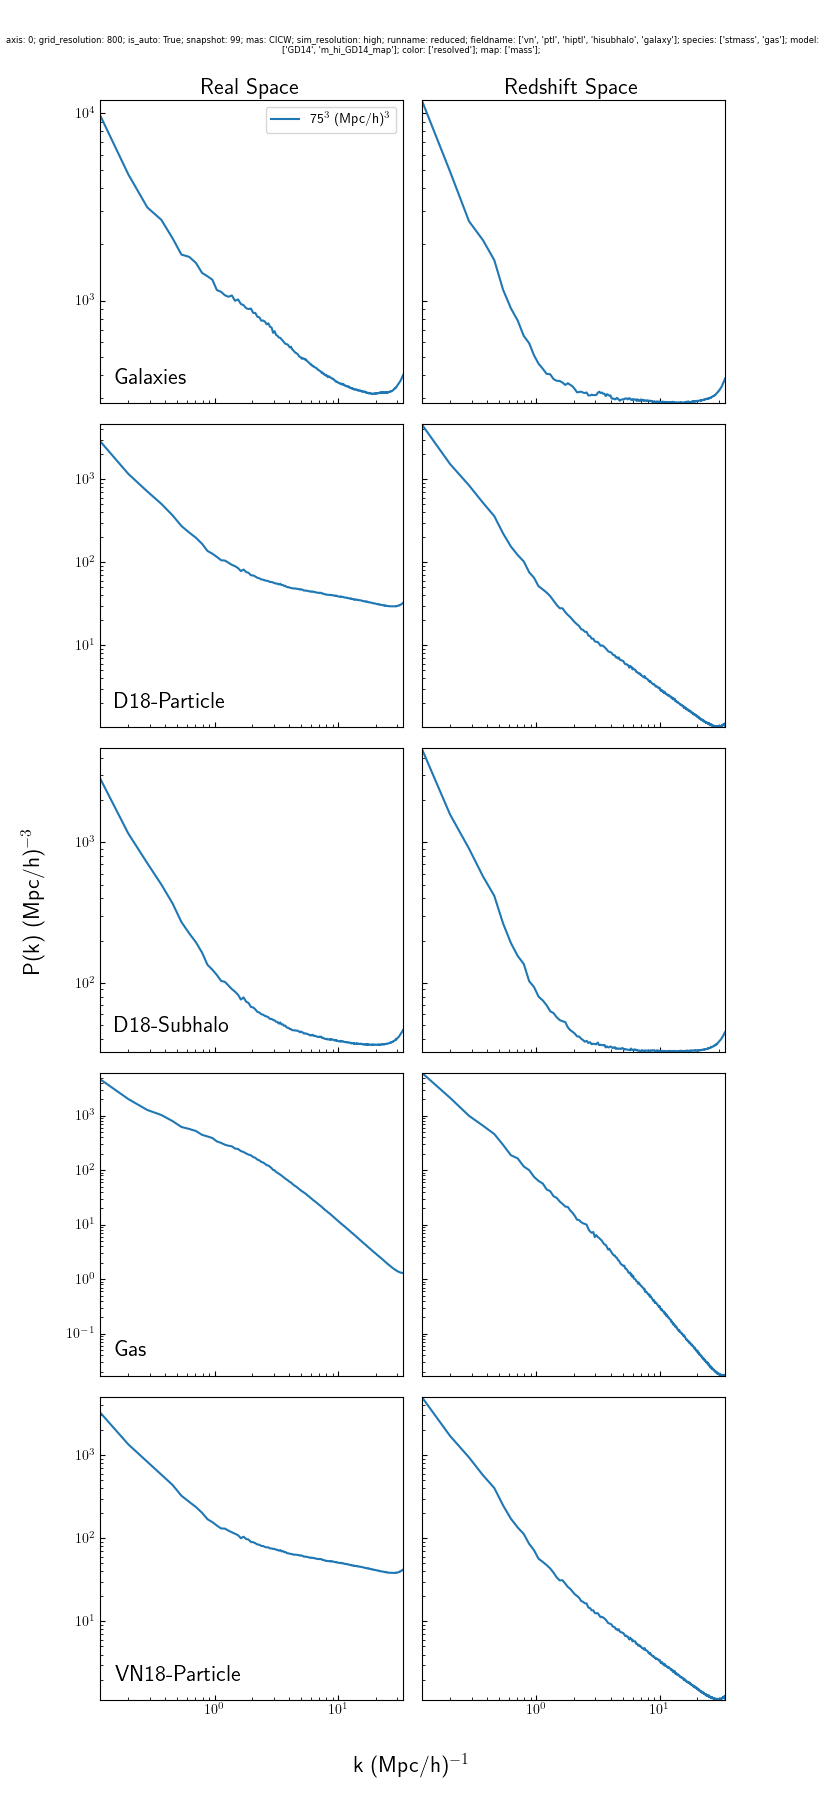 axis: 0; grid_resolution: 800; is_auto: True; snapshot: 99; mas: CICW; sim_resolution: high; runname: reduced; fieldname: ['vn', 'ptl', 'hiptl', 'hisubhalo', 'galaxy']; species: ['stmass', 'gas']; model:
['GD14', 'm_hi_GD14_map']; color: ['resolved']; map: ['mass'];
Real Space
Redshift Space
75³ (Mpc/h)³
10⁴
10³
Galaxies
10³
10²
10¹
D18-Particle
10³
10²
D18-Subhalo
10³
10²
10¹
10⁰
10⁻¹
Gas
10³
10²
10¹
VN18-Particle
10⁰ 10¹ 10⁰ 10¹
P(k) (Mpc/h)⁻³
k (Mpc/h)⁻¹